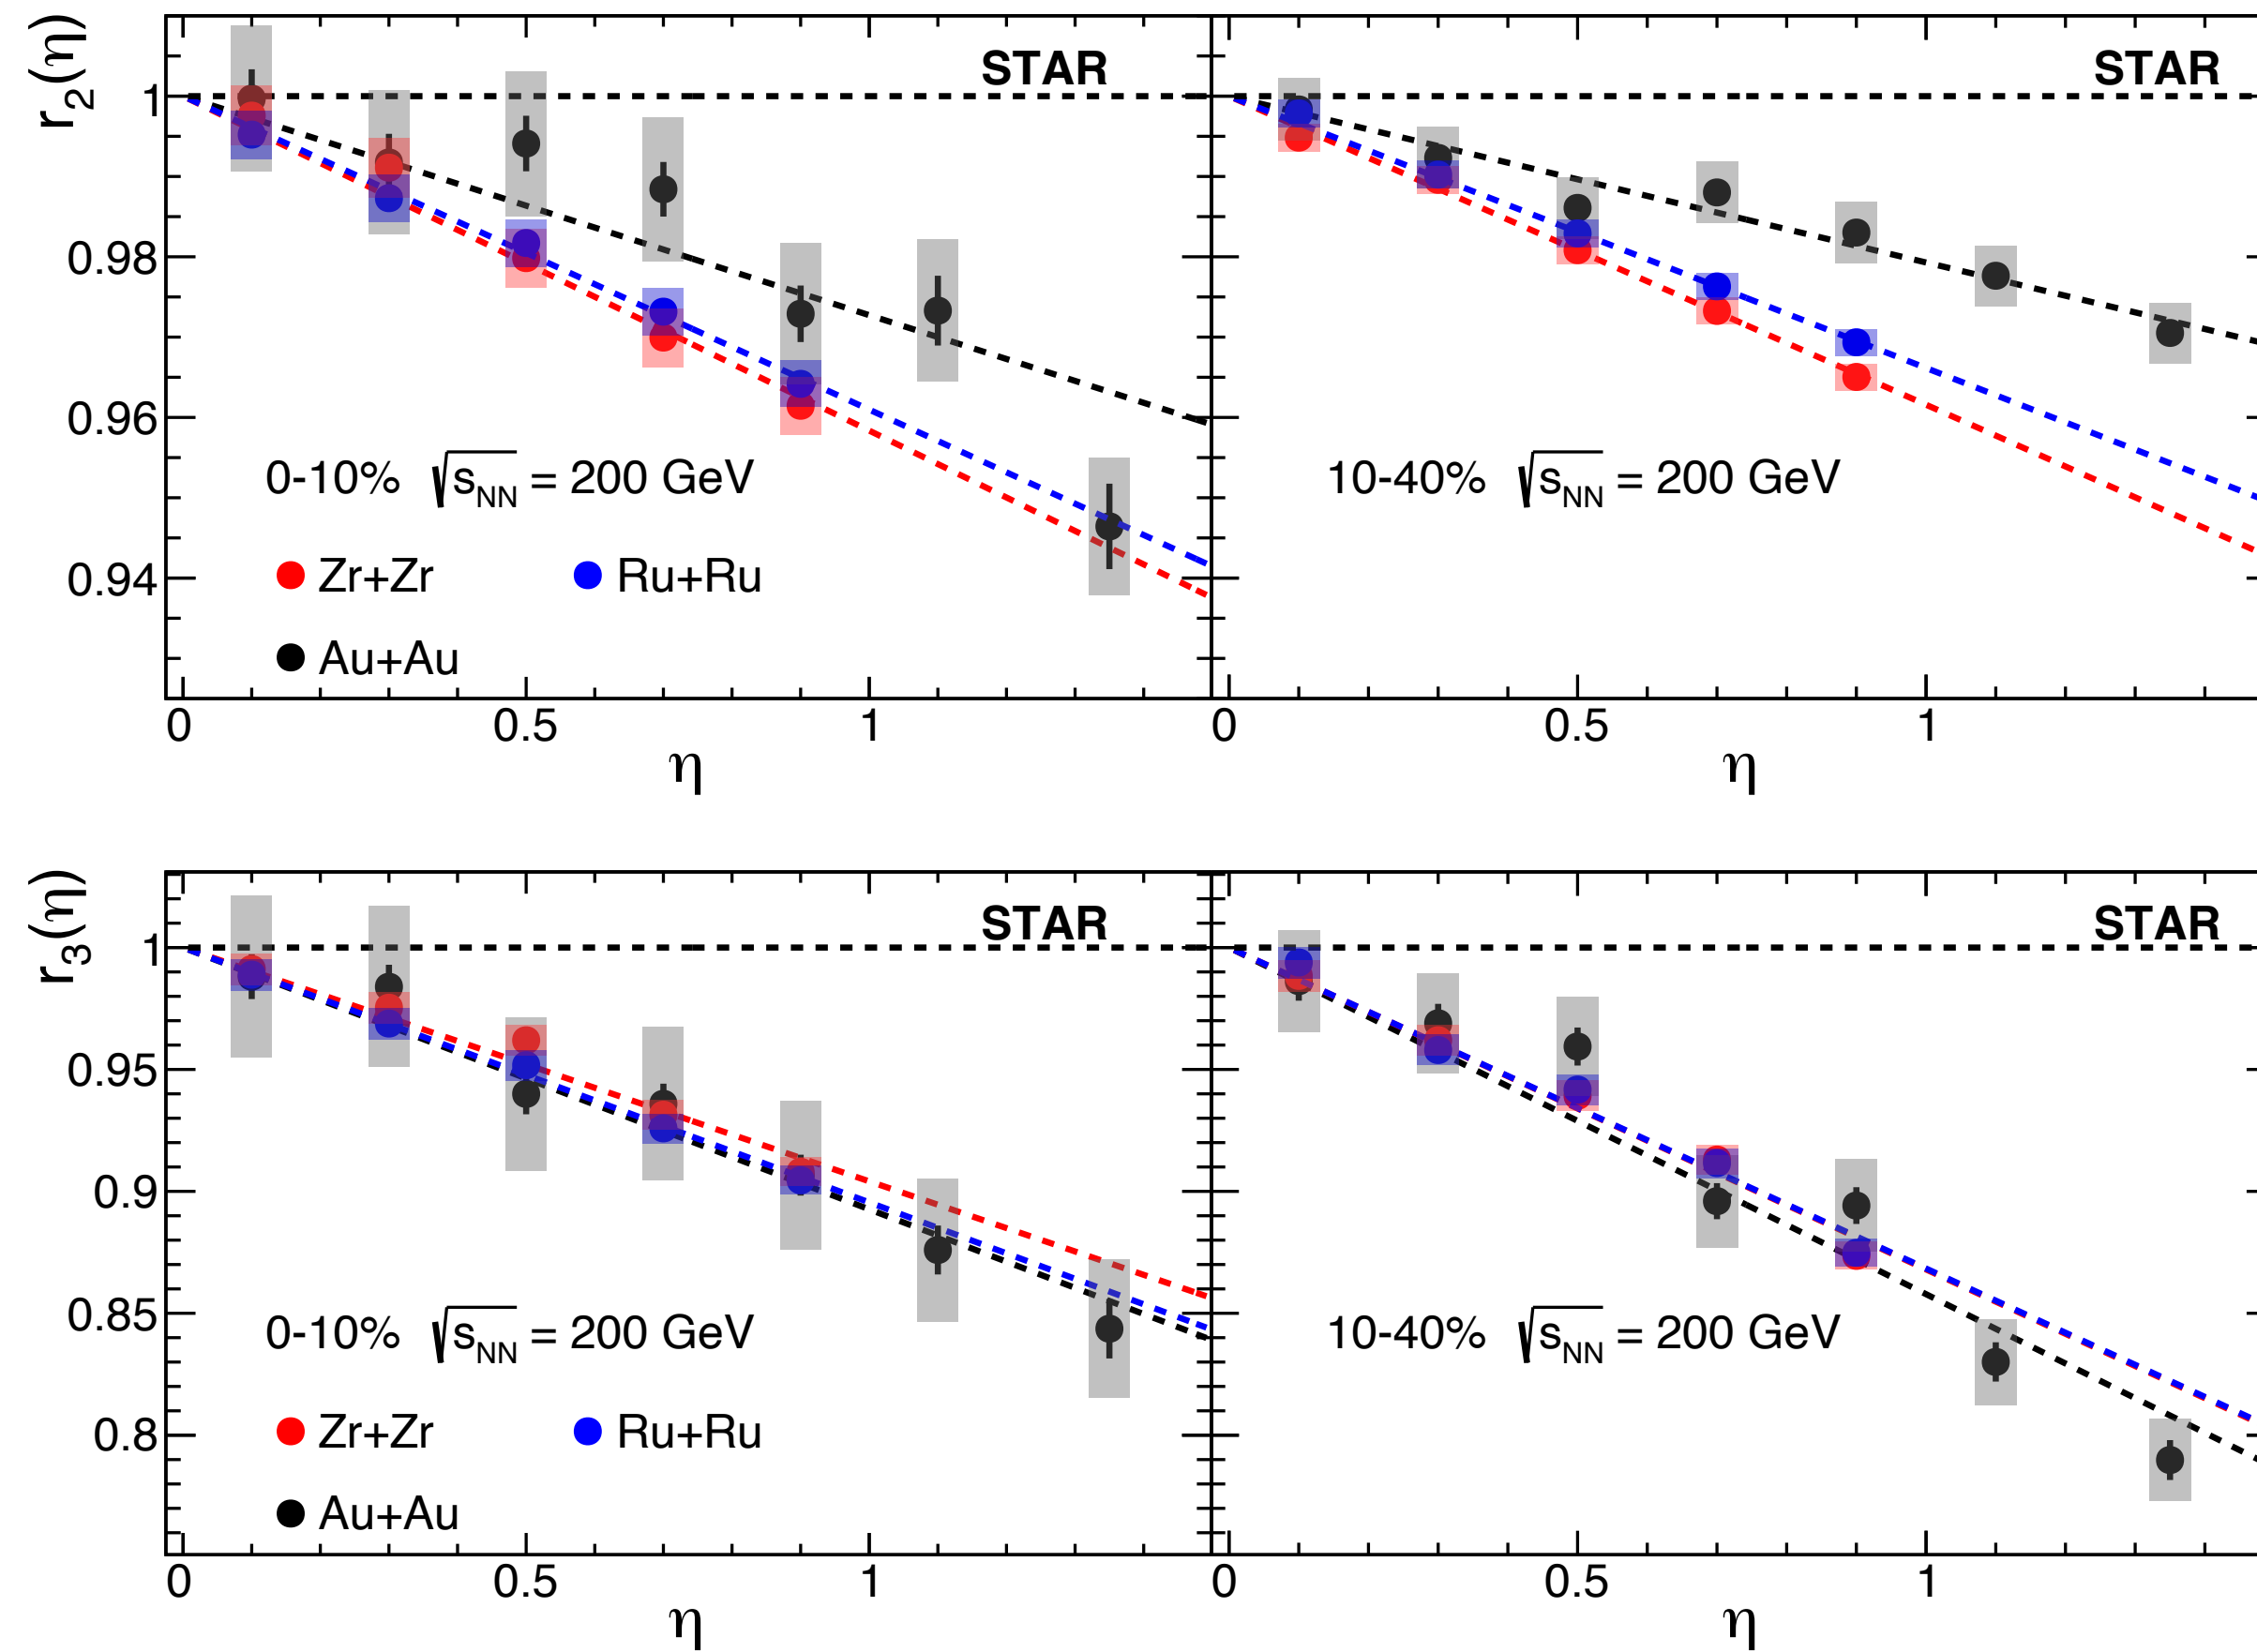 r2(η)
STAR
STAR
1
0.98
0.96
0.94
0-10% √sNN = 200 GeV
10-40% √sNN = 200 GeV
Zr+Zr
Ru+Ru
Au+Au
0 0.5 1
0 0.5 1
η
η
r3(η)
STAR
STAR
1
0.95
0.9
0.85
0.8
0-10% √sNN = 200 GeV
10-40% √sNN = 200 GeV
Zr+Zr
Ru+Ru
Au+Au
0 0.5 1
0 0.5 1
η
η